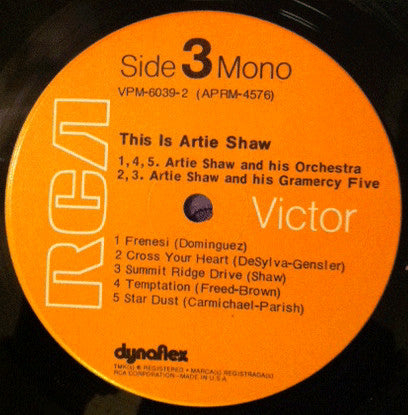 Side 3 Mono
VPM-6039-2 (APRM-4576)
RCA
This Is Artie Shaw
1,4,5. Artie Shaw and his Orchestra
2,3. Artie Shaw and his Gramercy Five
Victor
1 Frenesi (Dominguez)
2 Cross Your Heart (DeSylva-Gensler)
3 Summit Ridge Drive (Shaw)
4 Temptation (Freed-Brown)
5 Star Dust (Carmichael-Parish)
dynaflex
TMK(s) ® REGISTERED • MARCA(s) REGISTRADA(s)
RCA CORPORATION—MADE IN U.S.A.